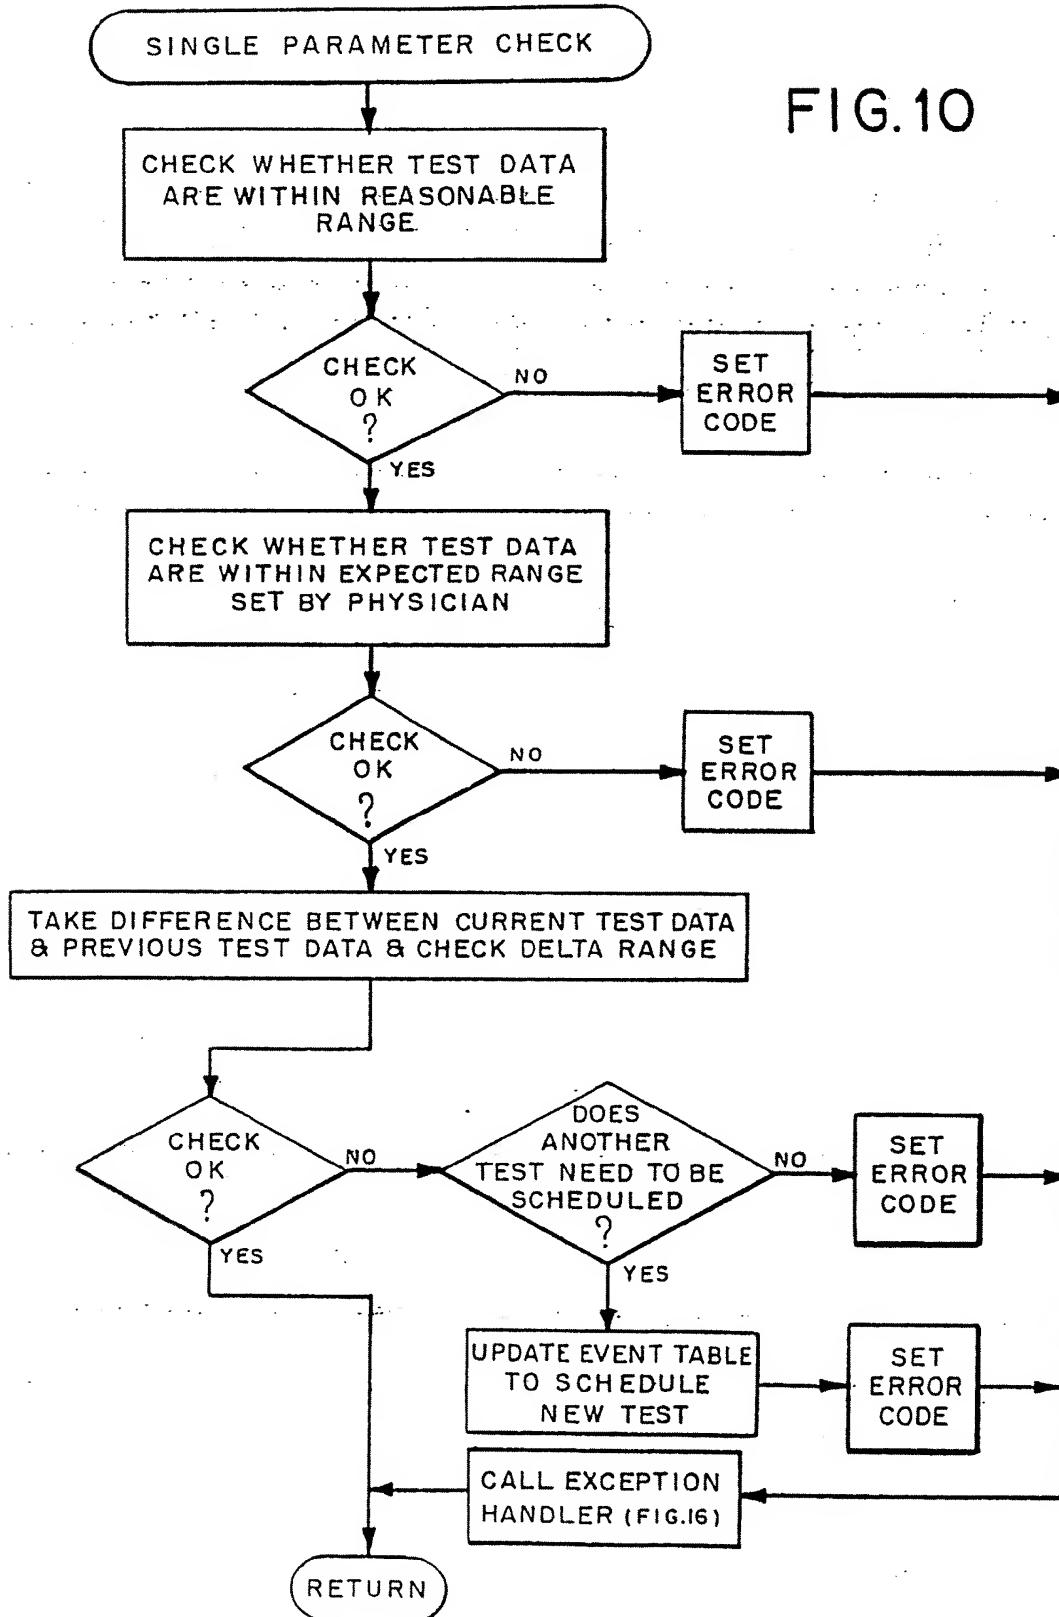 SINGLE PARAMETER CHECK
FIG.10
CHECK WHETHER TEST DATA
ARE WITHIN REASONABLE
RANGE
CHECK
OK
?
NO
SET
ERROR
CODE
YES
CHECK WHETHER TEST DATA
ARE WITHIN EXPECTED RANGE
SET BY PHYSICIAN
CHECK
OK
?
NO
SET
ERROR
CODE
YES
TAKE DIFFERENCE BETWEEN CURRENT TEST DATA
& PREVIOUS TEST DATA & CHECK DELTA RANGE
CHECK
OK
?
NO
YES
DOES
ANOTHER
TEST NEED TO BE
SCHEDULED
?
NO
SET
ERROR
CODE
YES
UPDATE EVENT TABLE
TO SCHEDULE
NEW TEST
SET
ERROR
CODE
CALL EXCEPTION
HANDLER (FIG.16)
RETURN